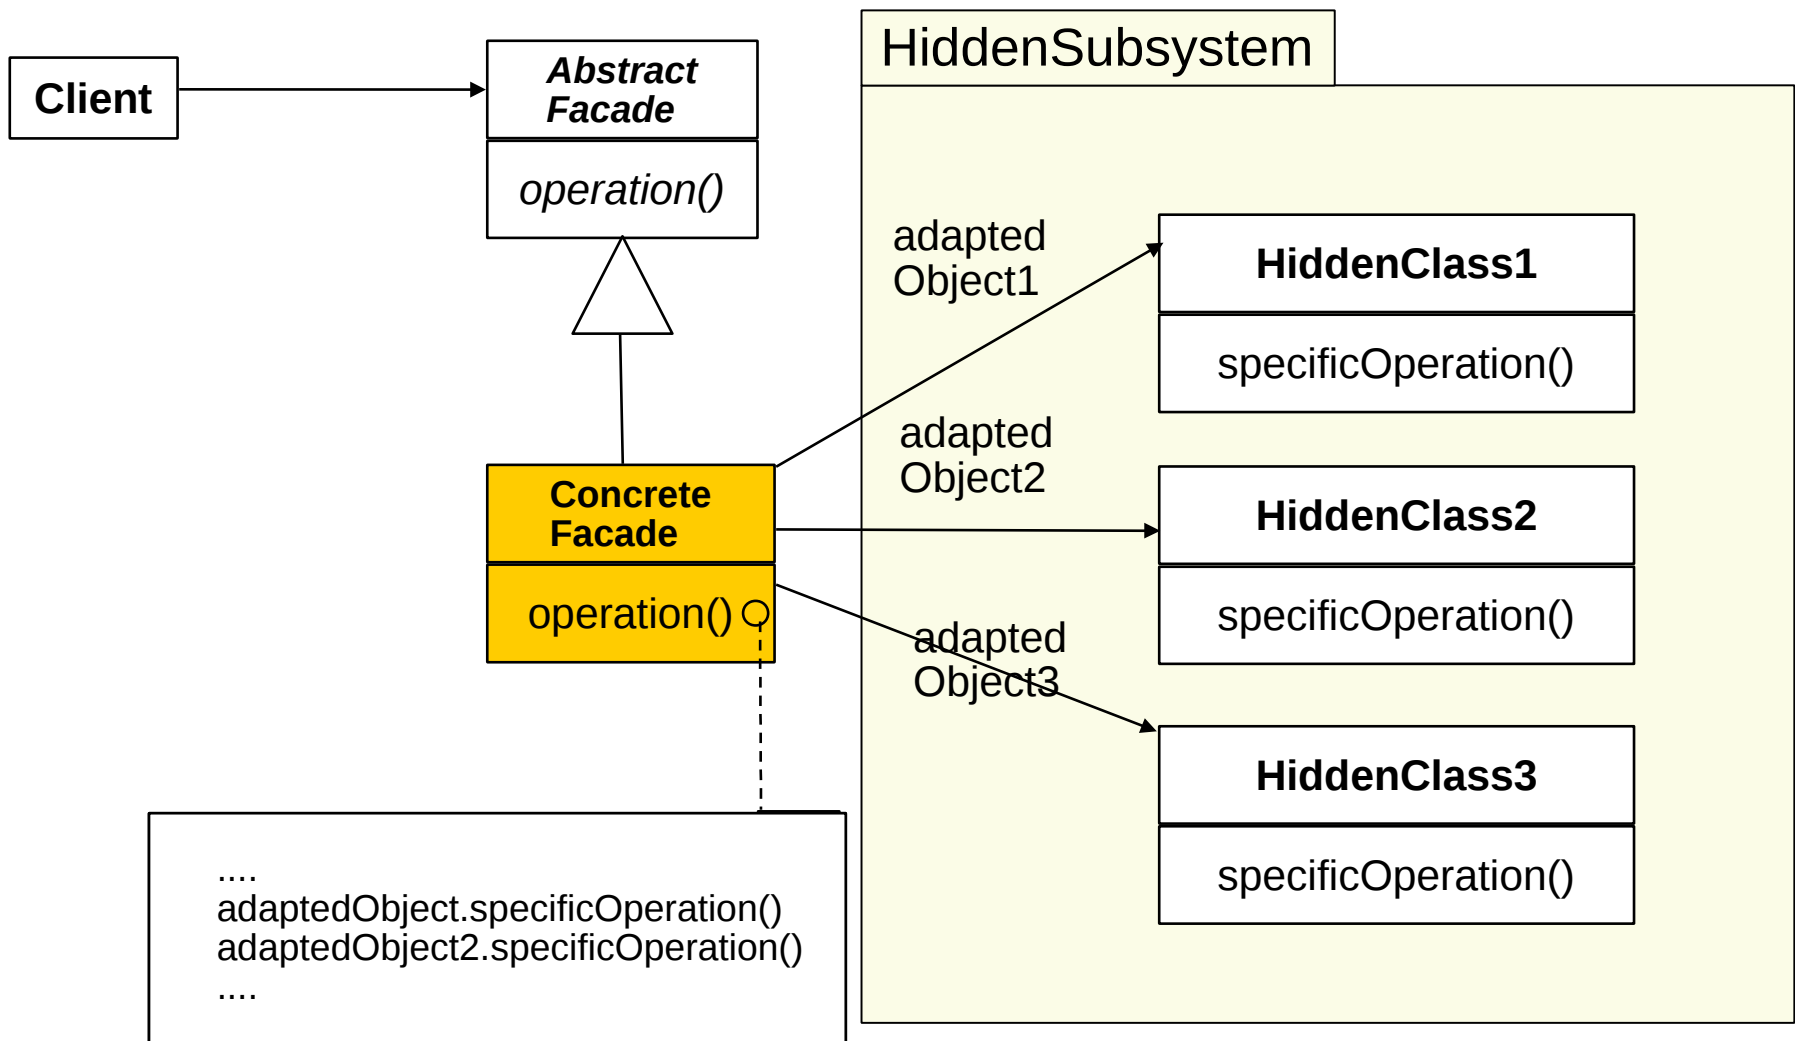 HiddenSubsystem
Client
Abstract
Facade
operation()
adapted
Object1
HiddenClass1
specificOperation()
adapted
Object2
Concrete
Facade
operation()
HiddenClass2
specificOperation()
adapted
Object3
HiddenClass3
specificOperation()
....
adaptedObject.specificOperation()
adaptedObject2.specificOperation()
....